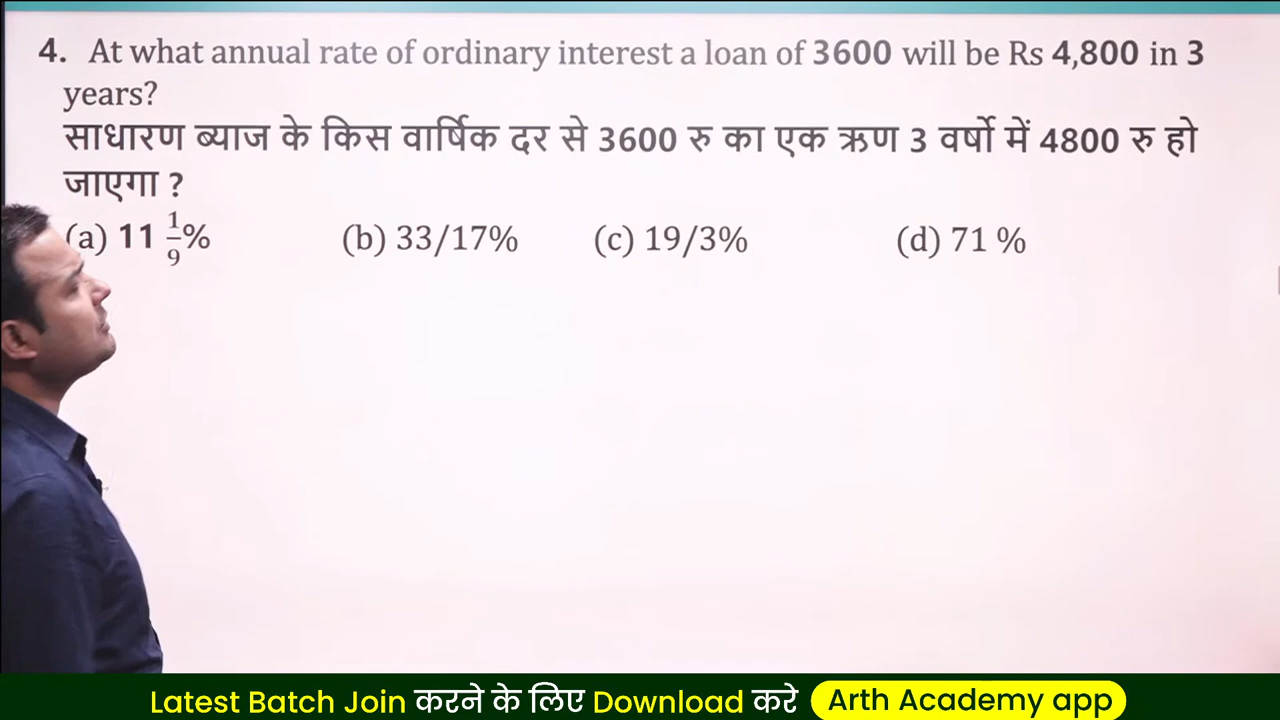 4. At what annual rate of ordinary interest a loan of 3600 will be Rs 4,800 in 3
years?
साधारण ब्याज के किस वार्षिक दर से 3600 रु का एक ऋण 3 वर्षो में 4800 रु हो
जाएगा ?
(a) 11 1/9% (b) 33/17% (c) 19/3% (d) 71 %
Latest Batch Join करने के लिए Download करे Arth Academy app